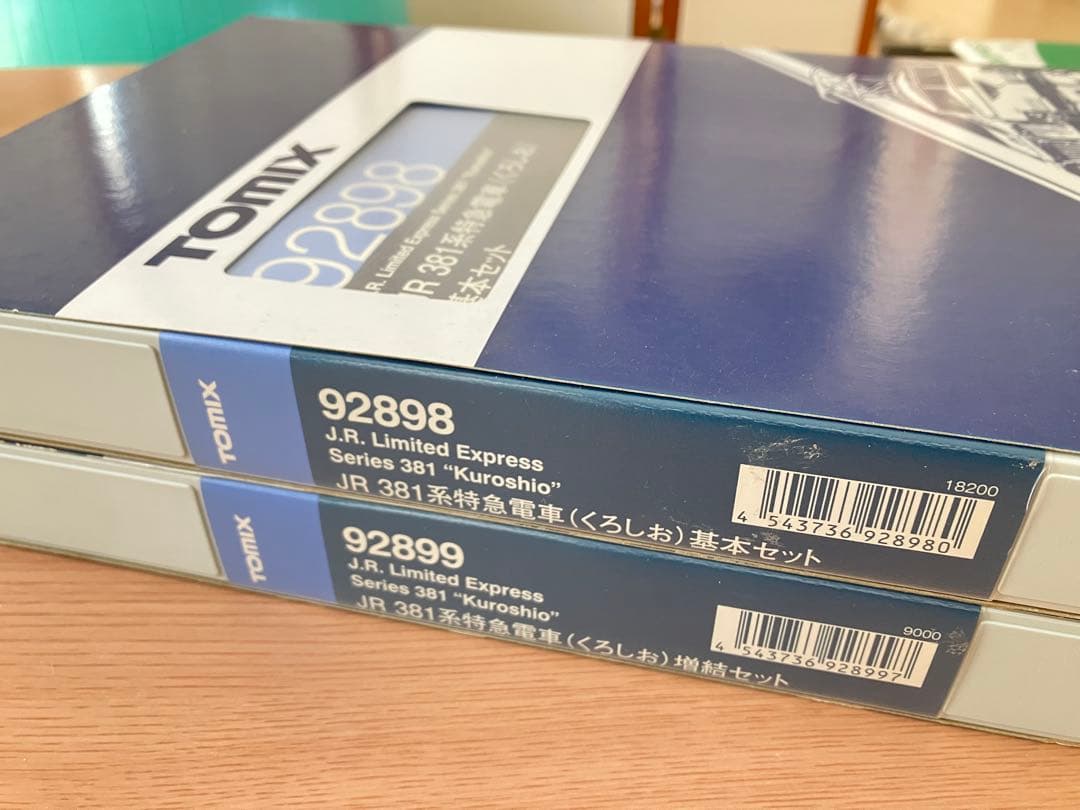 TOMIX
92898
R. Limited Express Series 381 "Kuroshio"
JR 381系特急電車(くろしお)
基本セット
TOMIX
92898
J.R. Limited Express
Series 381 “Kuroshio”
JR 381系特急電車(くろしお)基本セット
18200
4 543736 928980
TOMIX
92899
J.R. Limited Express
Series 381 “Kuroshio”
JR 381系特急電車(くろしお)増結セット
9000
4 543736 928997